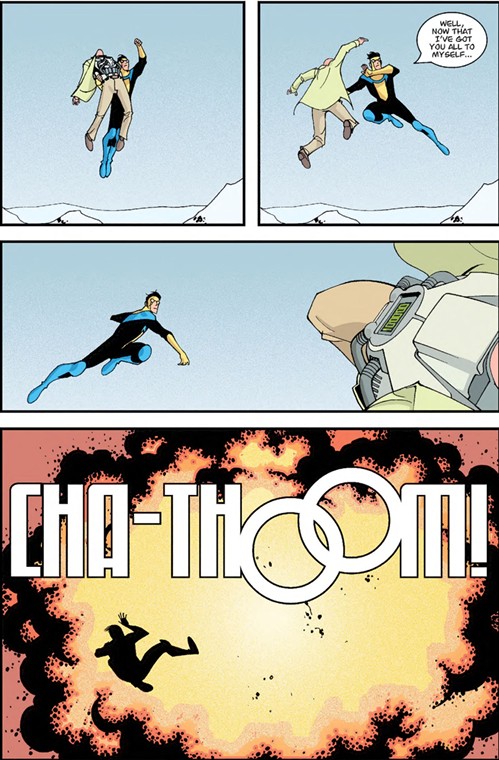 WELL,
NOW THAT
I'VE GOT
YOU ALL TO
MYSELF...
CHA-THOOM!